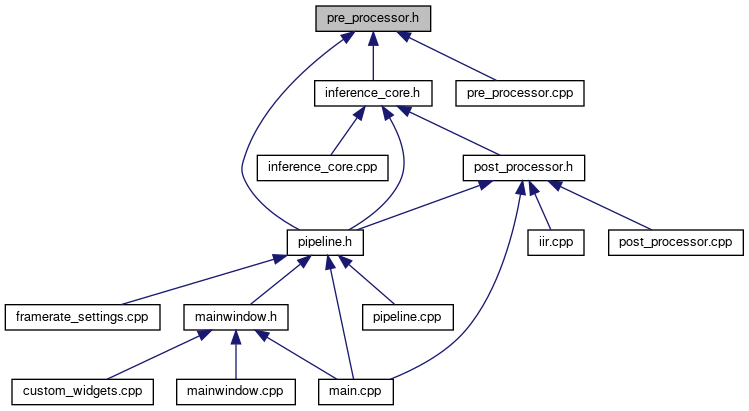 pre_processor.h
inference_core.h
pre_processor.cpp
inference_core.cpp
post_processor.h
pipeline.h
iir.cpp
post_processor.cpp
framerate_settings.cpp
mainwindow.h
pipeline.cpp
custom_widgets.cpp
mainwindow.cpp
main.cpp